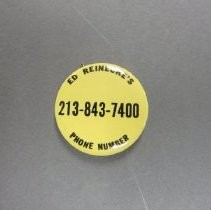 ED REINECKE'S
213-843-7400
PHONE NUMBER